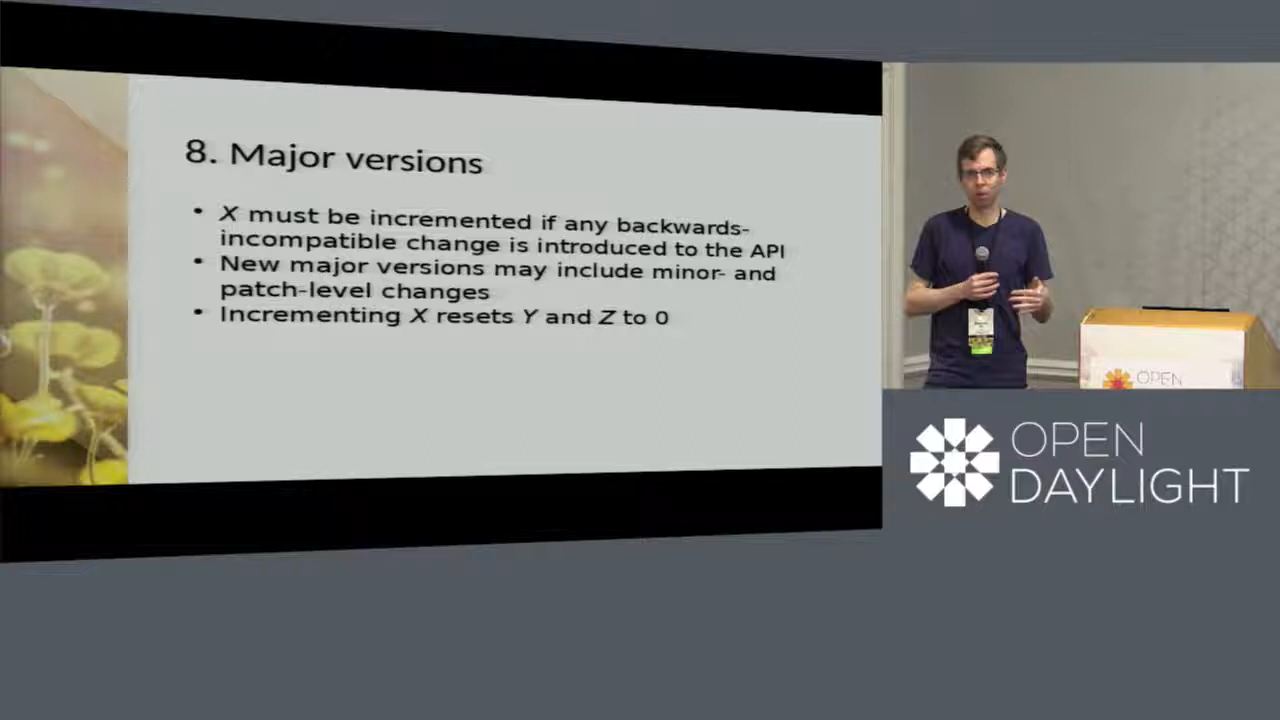 8. Major versions
• X must be incremented if any backwards-
incompatible change is introduced to the API
• New major versions may include minor- and
patch-level changes
• Incrementing X resets Y and Z to 0
OPEN
OPEN
DAYLIGHT